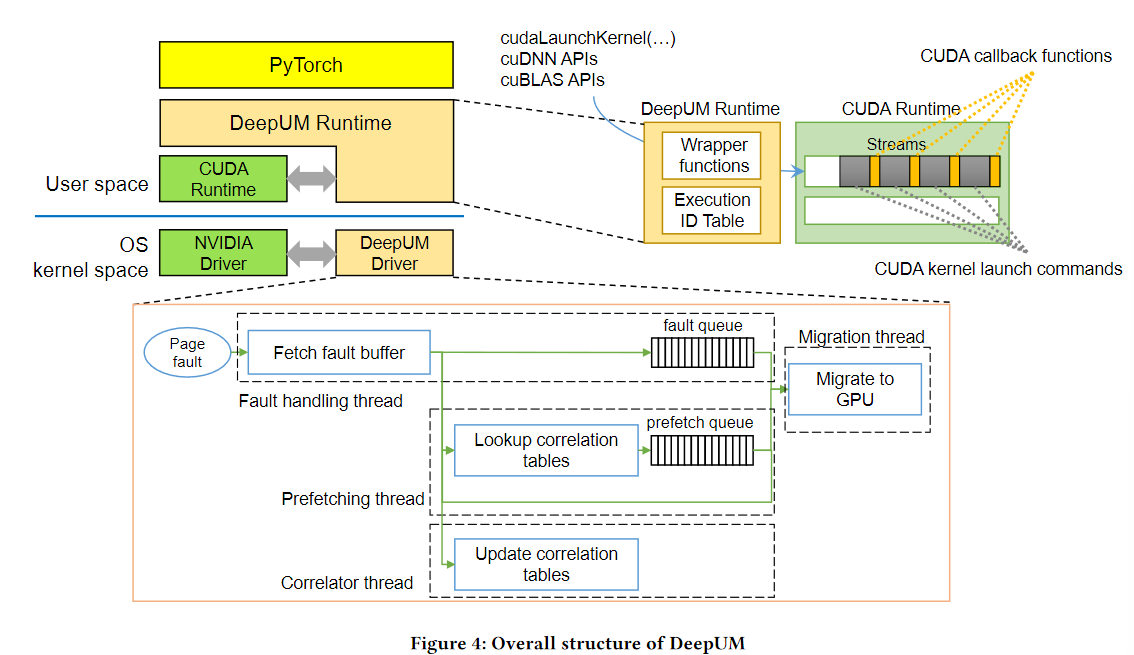 PyTorch
DeepUM Runtime
CUDA
Runtime
User space
OS
kernel space
NVIDIA
Driver
DeepUM
Driver
cudaLaunchKernel(…)
cuDNN APIs
cuBLAS APIs
DeepUM Runtime
Wrapper
functions
Execution
ID Table
CUDA callback functions
CUDA Runtime
Streams
CUDA kernel launch commands
Page
fault
Fetch fault buffer
fault queue
Fault handling thread
Migration thread
Migrate to
GPU
prefetch queue
Lookup correlation
tables
Prefetching thread
Update correlation
tables
Correlator thread
Figure 4: Overall structure of DeepUM